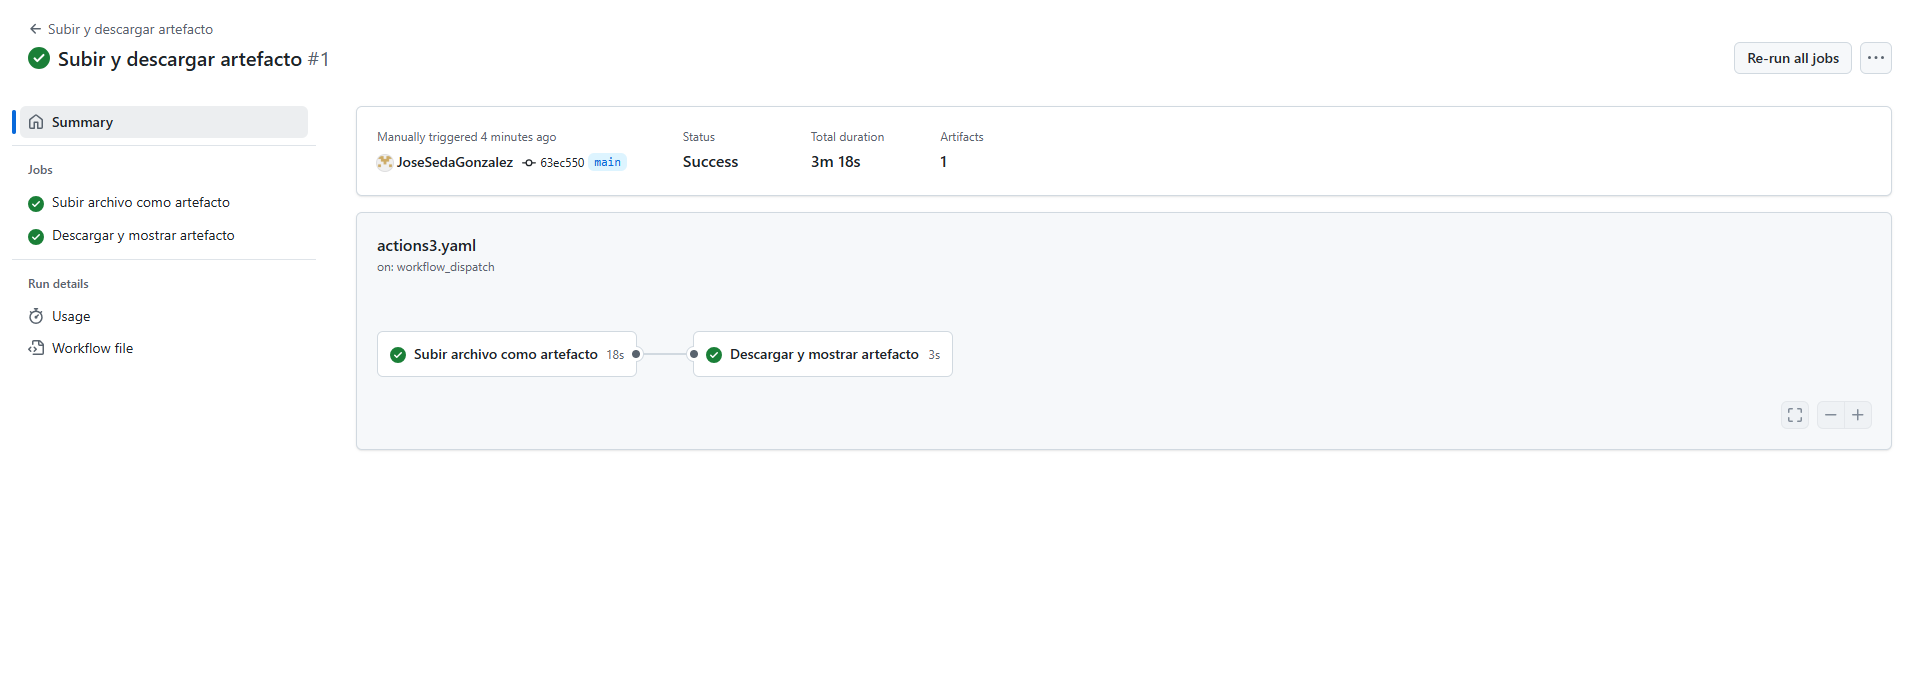 Subir y descargar artefacto
Subir y descargar artefacto #1
Re-run all jobs
Summary
Jobs
Subir archivo como artefacto
Descargar y mostrar artefacto
Run details
Usage
Workflow file
Manually triggered 4 minutes ago
JoseSedaGonzalez 63ec550 main
Status
Success
Total duration
3m 18s
Artifacts
1
actions3.yaml
on: workflow_dispatch
Subir archivo como artefacto 18s
Descargar y mostrar artefacto 3s